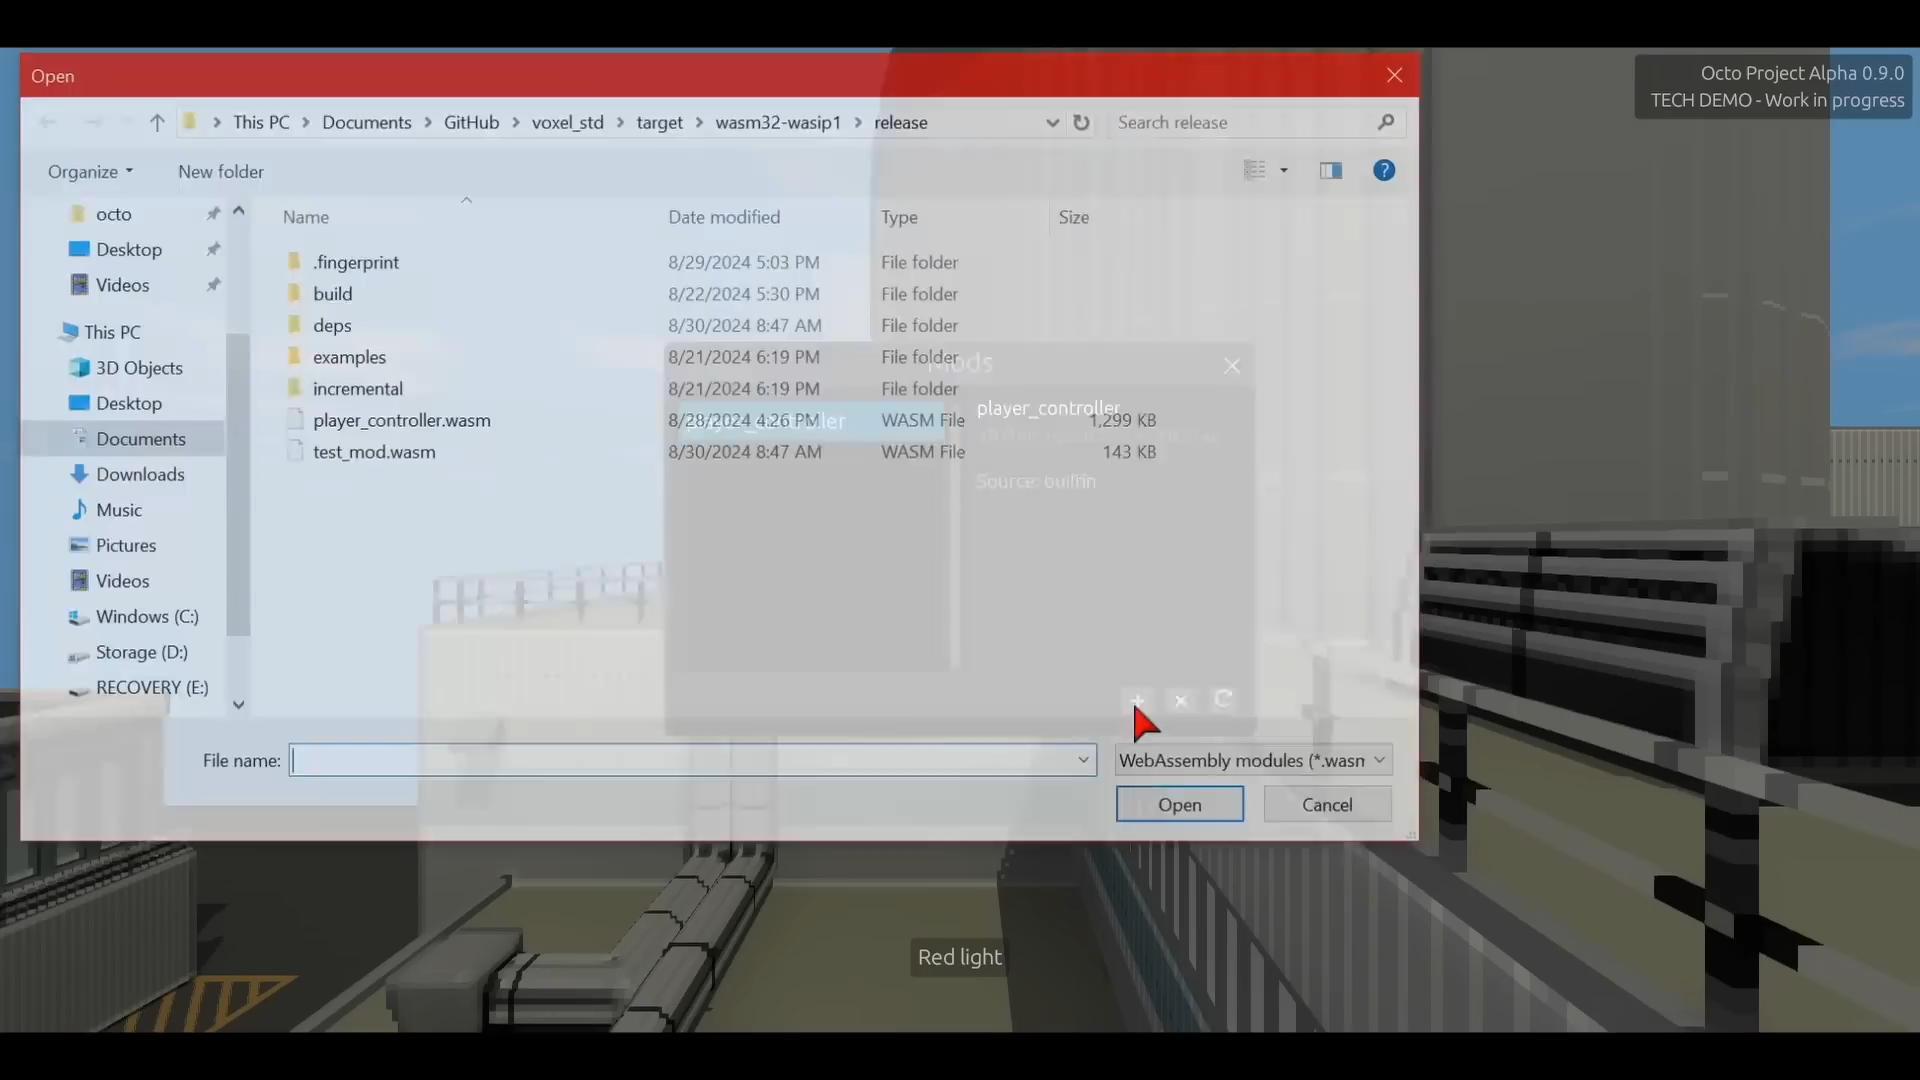 Open
Octo Project Alpha 0.9.0
TECH DEMO - Work in progress
This PC > Documents > GitHub > voxel_std > target > wasm32-wasip1 > release
Search release
Organize
New folder
Name Date modified Type Size
octo
Desktop
Videos
This PC
3D Objects
Desktop
Documents
Downloads
Music
Pictures
Videos
Windows (C:)
Storage (D:)
RECOVERY (E:)
.fingerprint 8/29/2024 5:03 PM File folder
build 8/22/2024 5:30 PM File folder
deps 8/30/2024 8:47 AM File folder
examples 8/21/2024 6:19 PM File folder
incremental 8/21/2024 6:19 PM File folder
player_controller.wasm 8/28/2024 4:26 PM WASM File 1,299 KB
test_mod.wasm 8/30/2024 8:47 AM WASM File 143 KB
Mods
player_controller
player_controller
Source: builtin
File name:
WebAssembly modules (*.wasm
Open
Cancel
Red light